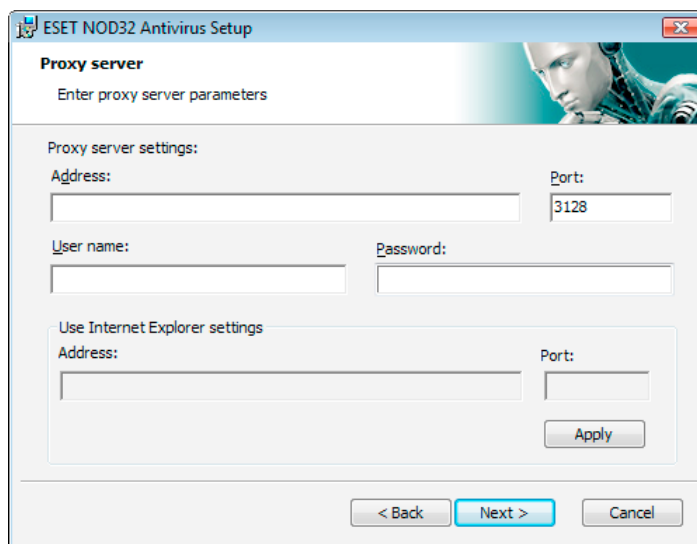 ESET NOD32 Antivirus Setup
Proxy server
Enter proxy server parameters
Proxy server settings:
Address: Port:
3128
User name: Password:
Use Internet Explorer settings
Address: Port:
Apply
< Back Next > Cancel